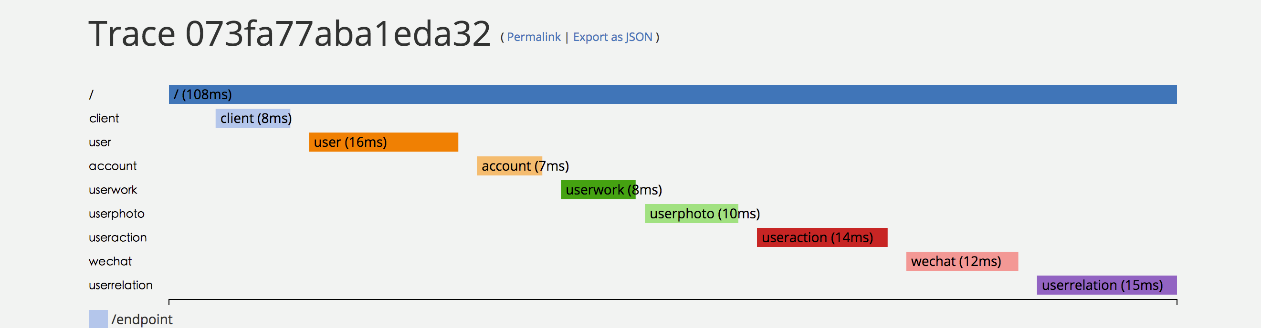 Trace 073fa77aba1eda32 ( Permalink | Export as JSON )
/ / (108ms)
client client (8ms)
user user (16ms)
account account (7ms)
userwork userwork (8ms)
userphoto userphoto (10ms)
useraction useraction (14ms)
wechat wechat (12ms)
userrelation userrelation (15ms)
/endpoint